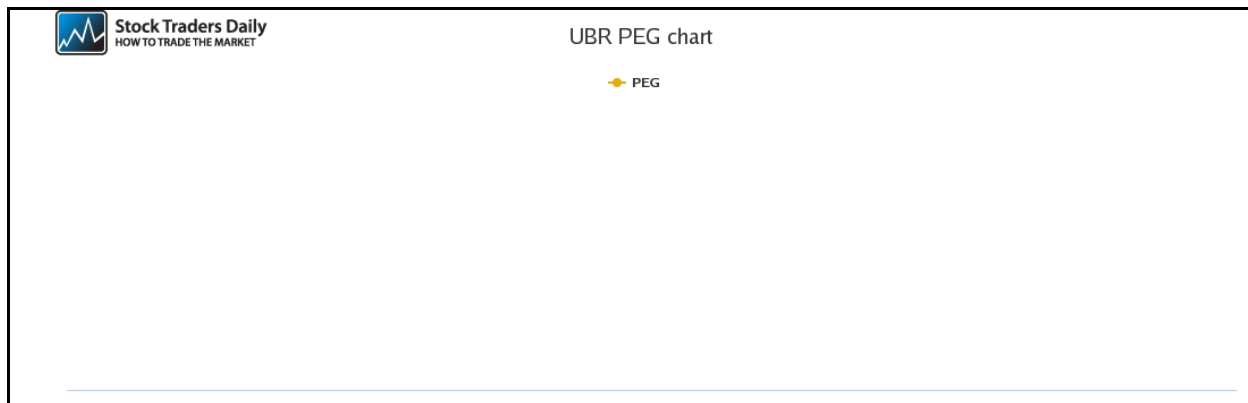 Stock Traders Daily
HOW TO TRADE THE MARKET
UBR PEG chart
PEG